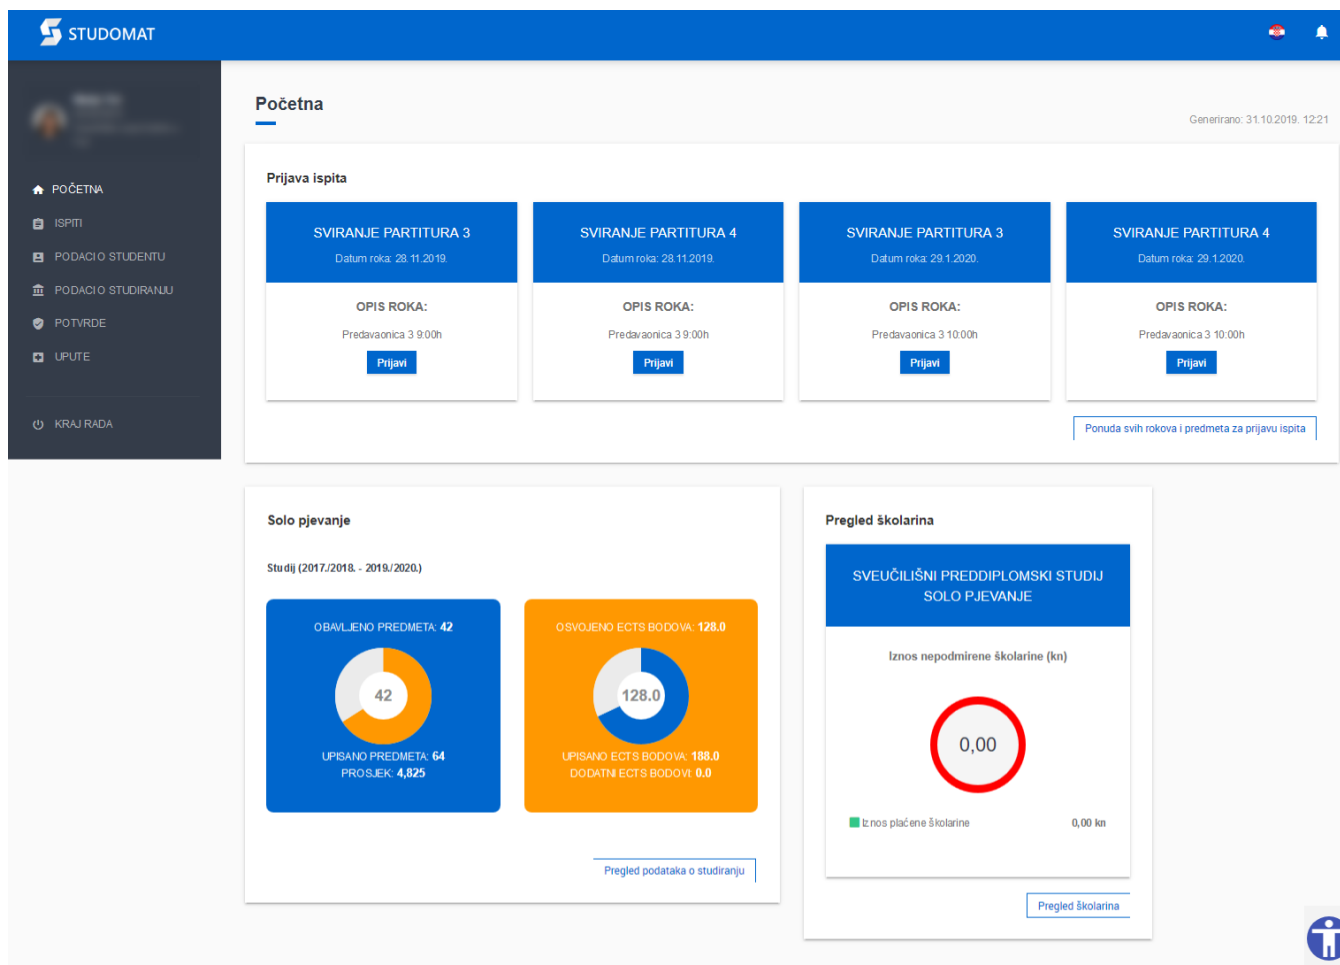 STUDOMAT
POČETNA
ISPITI
PODACI O STUDENTU
PODACI O STUDIRANJU
POTVRDE
UPUTE
KRAJ RADA
Početna
Generirano: 31.10.2019. 12:21
Prijava ispita
SVIRANJE PARTITURA 3
Datum roka: 28.11.2019.
OPIS ROKA:
Predavaonica 3 9:00h
Prijavi
SVIRANJE PARTITURA 4
Datum roka: 28.11.2019.
OPIS ROKA:
Predavaonica 3 9:00h
Prijavi
SVIRANJE PARTITURA 3
Datum roka: 29.1.2020.
OPIS ROKA:
Predavaonica 3 10:00h
Prijavi
SVIRANJE PARTITURA 4
Datum roka: 29.1.2020.
OPIS ROKA:
Predavaonica 3 10:00h
Prijavi
Ponuda svih rokova i predmeta za prijavu ispita
Solo pjevanje
Studij (2017./2018. - 2019./2020.)
OBAVLJENO PREDMETA: 42
42
UPISANO PREDMETA: 64
PROSJEK: 4,825
OSVOJENO ECTS BODOVA: 128.0
128.0
UPISANO ECTS BODOVA: 188.0
DODATNI ECTS BODOVI: 0.0
Pregled podataka o studiranju
Pregled školarina
SVEUČILIŠNI PREDDIPLOMSKI STUDIJ
SOLO PJEVANJE
Iznos nepodmirene školarine (kn)
0,00
Iznos plaćene školarine 0,00 kn
Pregled školarina